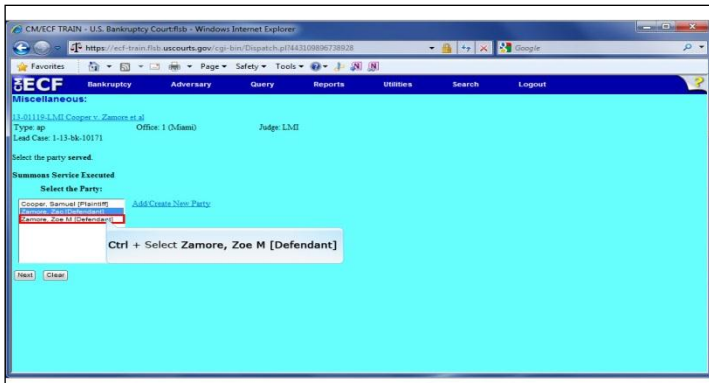 CM/ECF TRAIN - U.S. Bankruptcy Court:flsb - Windows Internet Explorer
https://ecf-train.flsb.uscourts.gov/cgi-bin/Dispatch.pl?443109896738928
Google
Favorites Page Safety Tools
ECF Bankruptcy Adversary Query Reports Utilities Search Logout ?
Miscellaneous:
13-01119-LMI Cooper v. Zamore et al
Type: ap Office: 1 (Miami) Judge: LMI
Lead Case: 1-13-bk-10171
Select the party served.
Summons Service Executed
Select the Party:
Cooper, Samuel [Plaintiff] Add/Create New Party
Zamore, Zac [Defendant]
Zamore, Zoe M [Defendant]
Ctrl + Select Zamore, Zoe M [Defendant]
Next Clear